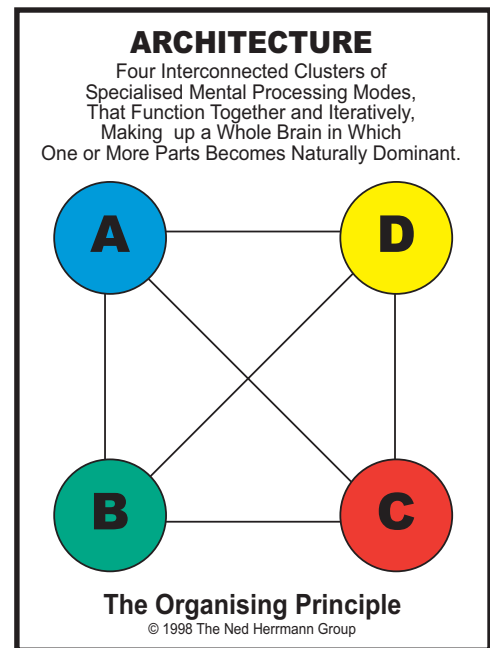 ARCHITECTURE
Four Interconnected Clusters of
Specialised Mental Processing Modes,
That Function Together and Iteratively,
Making up a Whole Brain in Which
One or More Parts Becomes Naturally Dominant.
A
D
B
C
The Organising Principle
© 1998 The Ned Herrmann Group